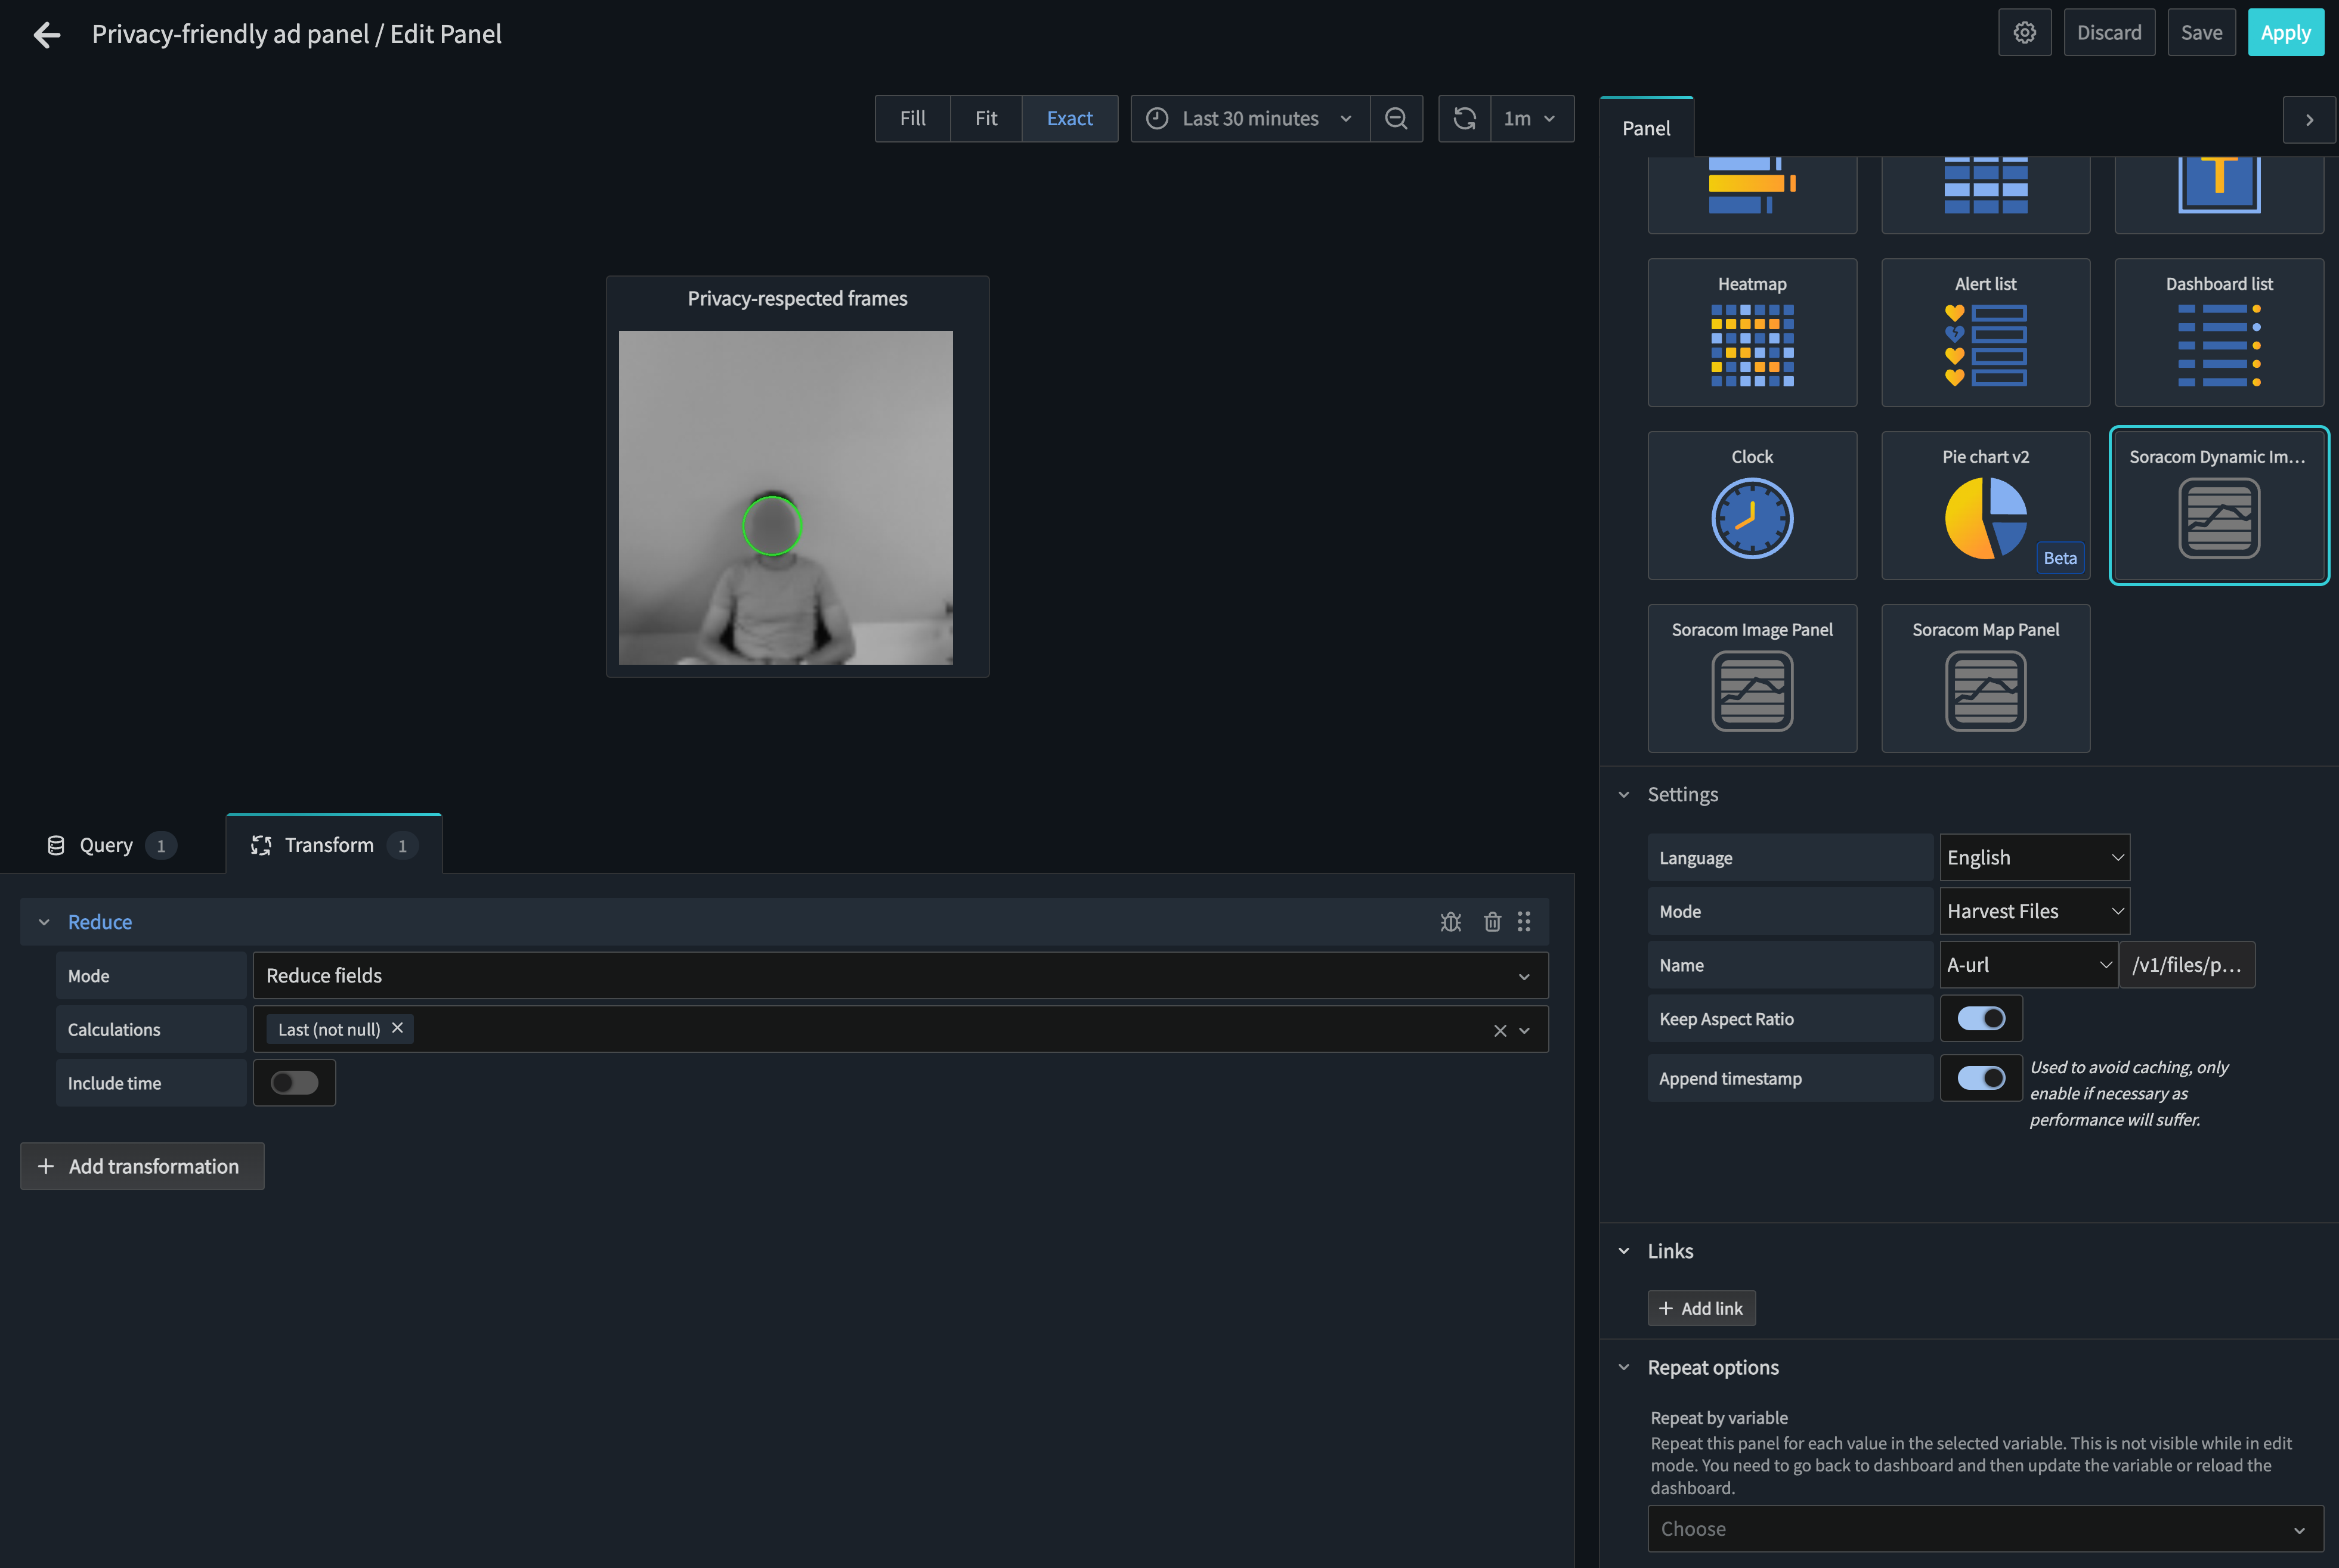 Privacy-friendly ad panel / Edit Panel
Discard
Save
Apply
Fill
Fit
Exact
Last 30 minutes
1m
Panel
Privacy-respected frames
Heatmap
Alert list
Dashboard list
Clock
Pie chart v2
Beta
Soracom Dynamic Im...
Soracom Image Panel
Soracom Map Panel
Query 1
Transform 1
Reduce
Mode
Reduce fields
Calculations
Last (not null)
Include time
Add transformation
Settings
Language
English
Mode
Harvest Files
Name
A-url
/v1/files/p...
Keep Aspect Ratio
Append timestamp
Used to avoid caching, only
enable if necessary as
performance will suffer.
Links
Add link
Repeat options
Repeat by variable
Repeat this panel for each value in the selected variable. This is not visible while in edit
mode. You need to go back to dashboard and then update the variable or reload the
dashboard.
Choose